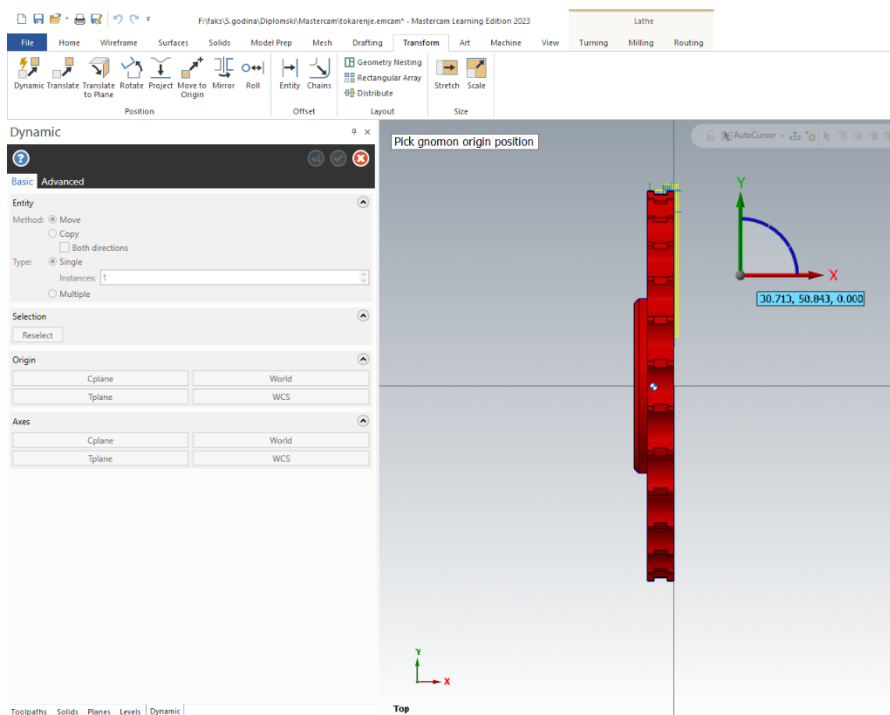 F:\faks\5.godina\Diplomski\Mastercam\tokarenje.emcam* - Mastercam Learning Edition 2023
Lathe
File Home Wireframe Surfaces Solids Model Prep Mesh Drafting Transform Art Machine View Turning Milling Routing
Dynamic Translate Translate to Plane Rotate Project Move to Origin Mirror Roll
Entity Chains
Geometry Nesting
Rectangular Array
Distribute
Stretch Scale
Position Offset Layout Size
Dynamic
Basic Advanced
Entity
Method: Move
Copy
Both directions
Type: Single
Instances: 1
Multiple
Selection
Reselect
Origin
Cplane World
Tplane WCS
Axes
Cplane World
Tplane WCS
Toolpaths Solids Planes Levels Dynamic
Pick gnomon origin position
AutoCursor
Y
X
30.713, 50.843, 0.000
Y
X
Top